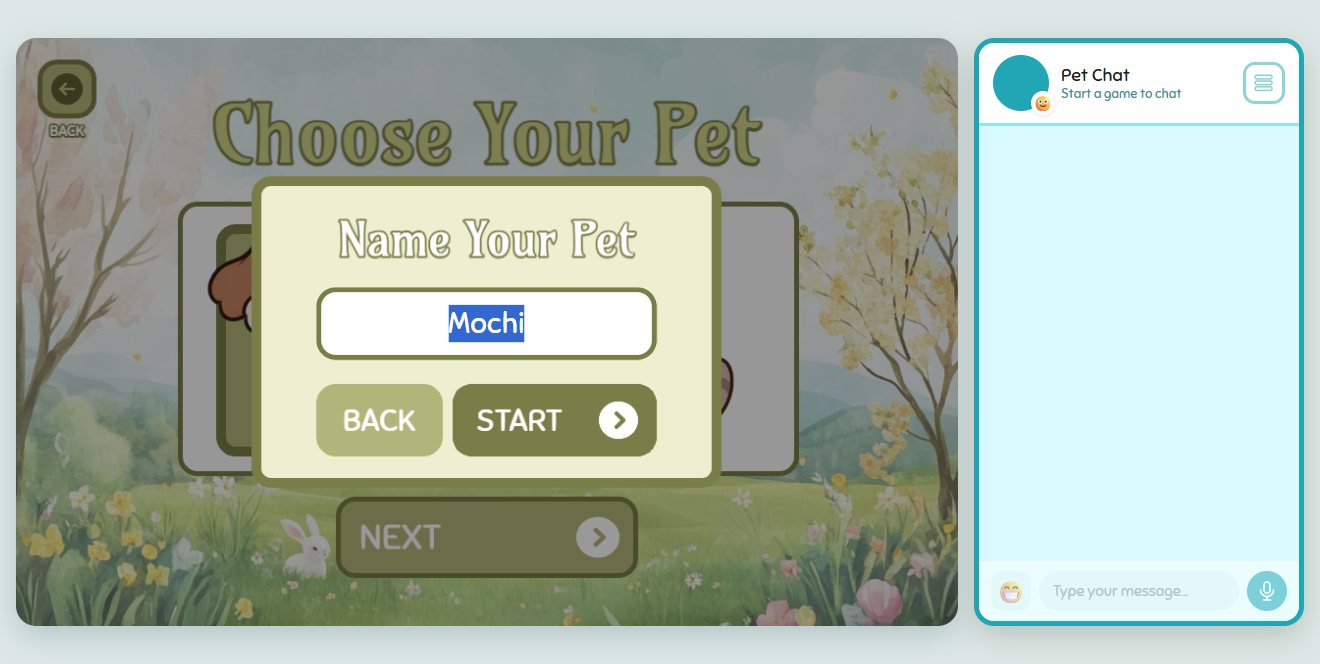 BACK
Choose Your Pet
Name Your Pet
Mochi
BACK
START
NEXT
Pet Chat
Start a game to chat
Type your message...